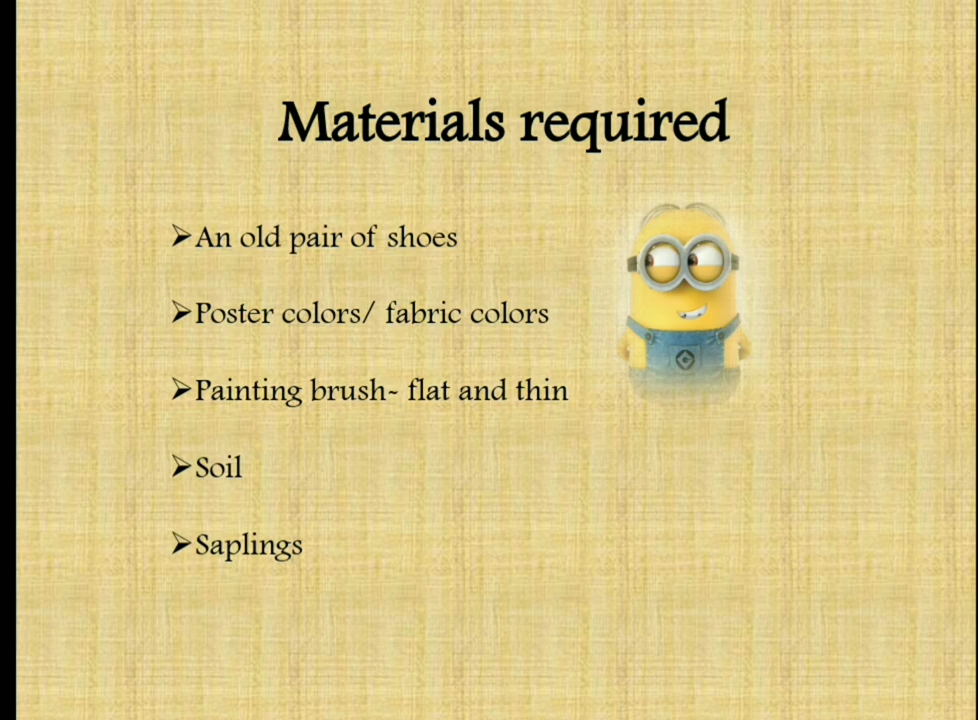 Materials required
➢An old pair of shoes
➢Poster colors/ fabric colors
➢Painting brush- flat and thin
➢Soil
➢Saplings